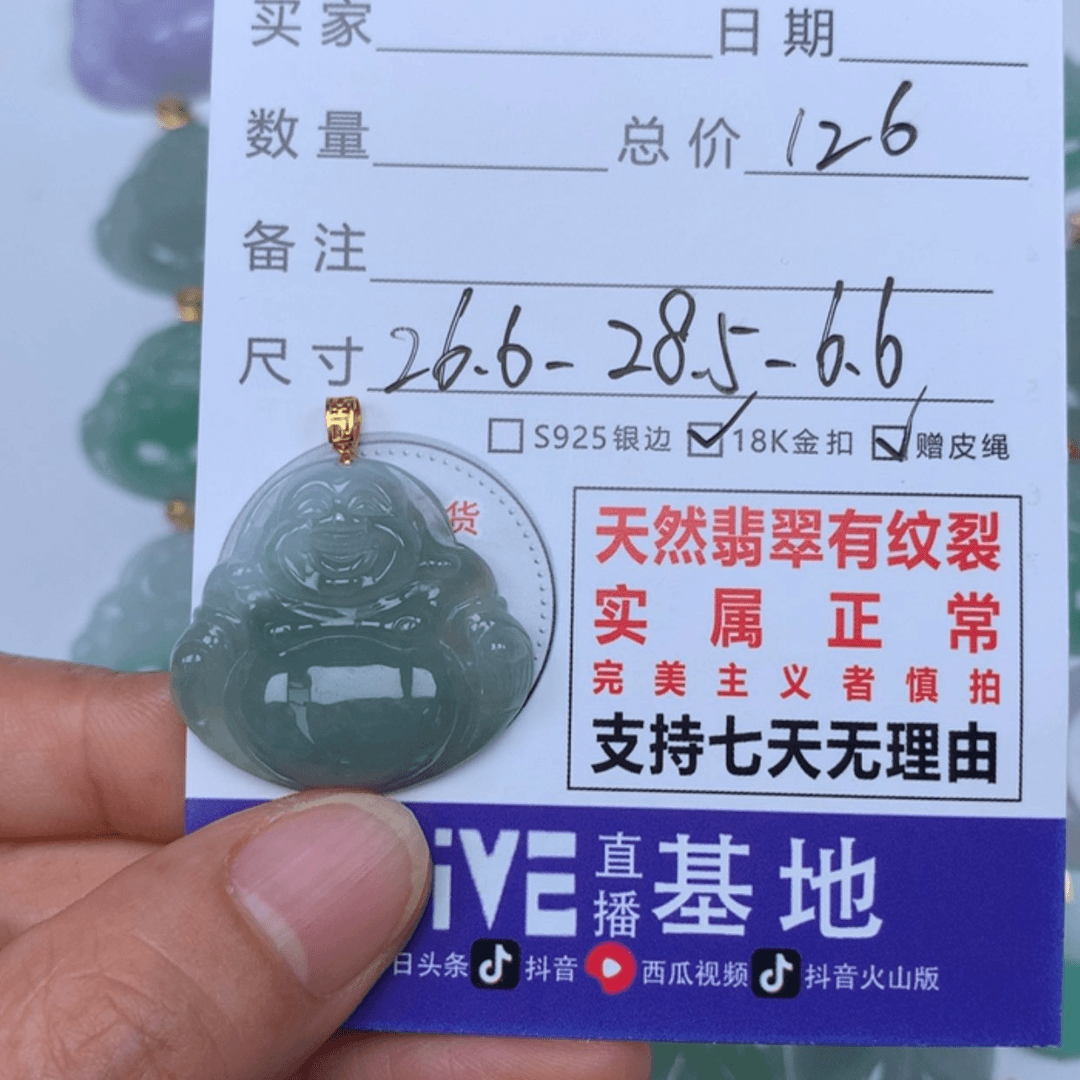 买家 日期
数量 总价 126
备注
尺寸 26.6-28.5-6.6
S925银边 18K金扣 赠皮绳
货
天然翡翠有纹裂
实属正常
完美主义者慎拍
支持七天无理由
iVE 直播 基地
日头条 抖音 西瓜视频 抖音火山版